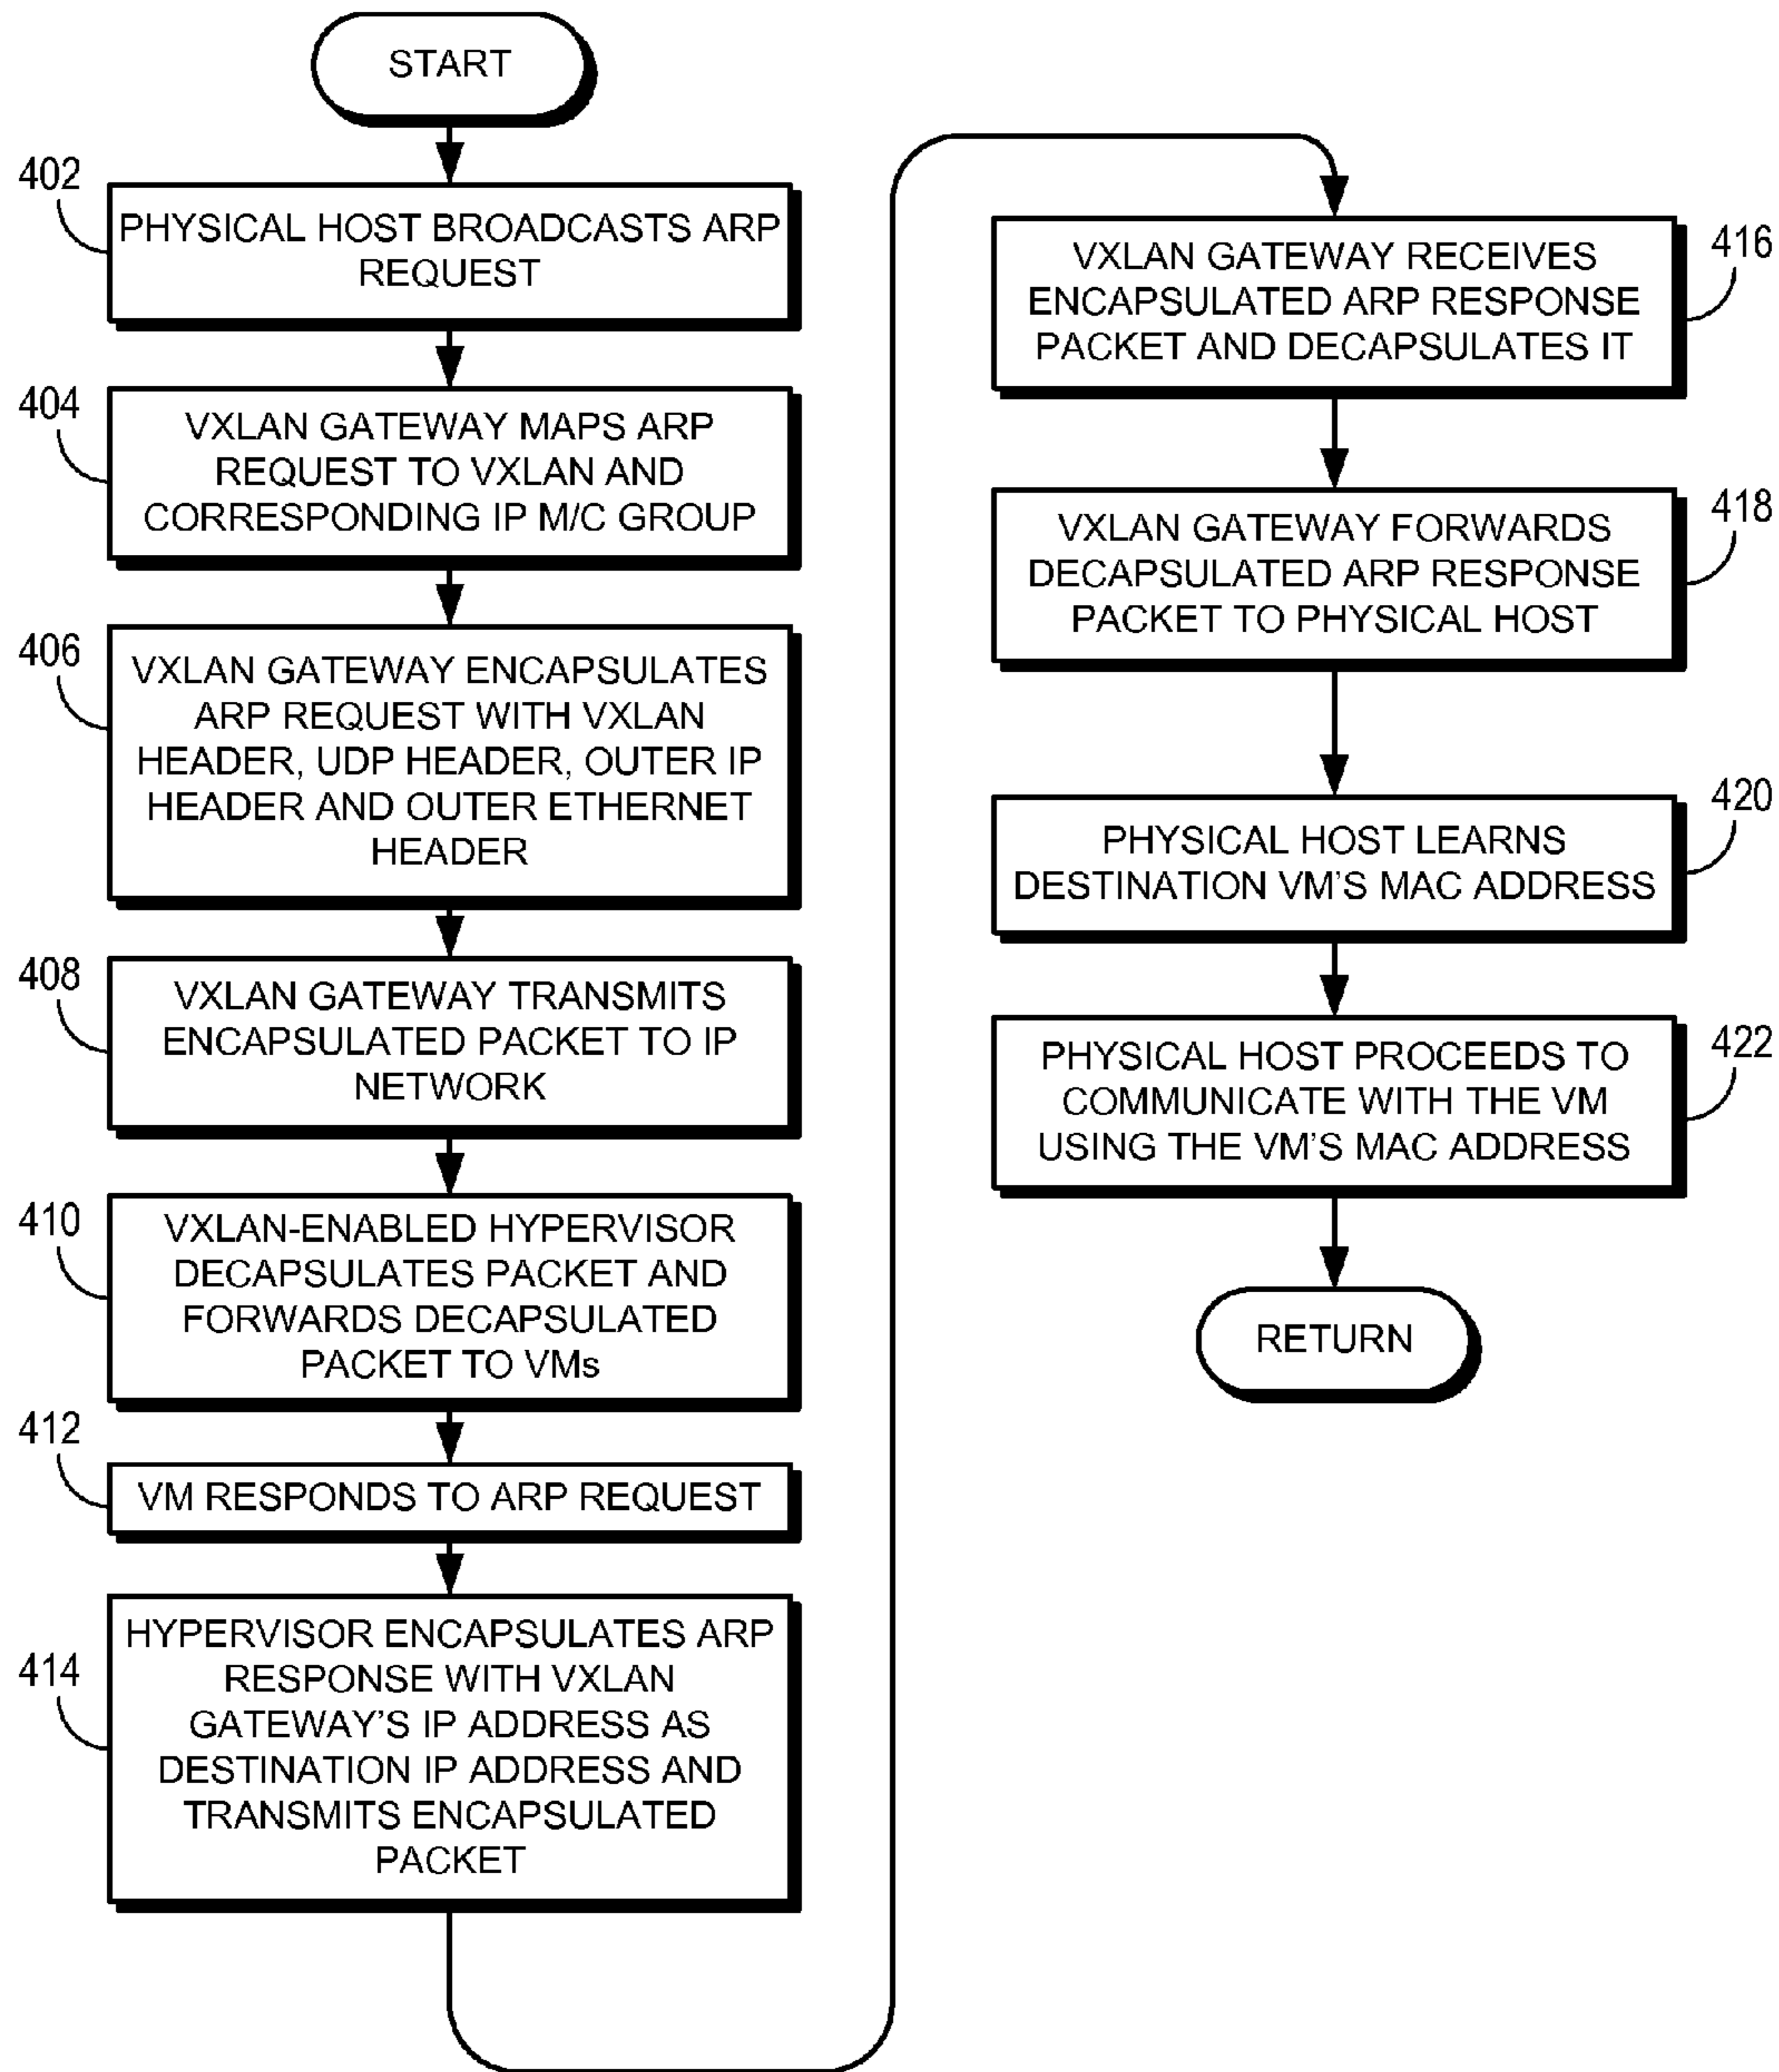 START
402
PHYSICAL HOST BROADCASTS ARP
REQUEST
404
VXLAN GATEWAY MAPS ARP
REQUEST TO VXLAN AND
CORRESPONDING IP M/C GROUP
406
VXLAN GATEWAY ENCAPSULATES
ARP REQUEST WITH VXLAN
HEADER, UDP HEADER, OUTER IP
HEADER AND OUTER ETHERNET
HEADER
408
VXLAN GATEWAY TRANSMITS
ENCAPSULATED PACKET TO IP
NETWORK
410
VXLAN-ENABLED HYPERVISOR
DECAPSULATES PACKET AND
FORWARDS DECAPSULATED
PACKET TO VMs
412
VM RESPONDS TO ARP REQUEST
414
HYPERVISOR ENCAPSULATES ARP
RESPONSE WITH VXLAN
GATEWAY'S IP ADDRESS AS
DESTINATION IP ADDRESS AND
TRANSMITS ENCAPSULATED
PACKET
416
VXLAN GATEWAY RECEIVES
ENCAPSULATED ARP RESPONSE
PACKET AND DECAPSULATES IT
418
VXLAN GATEWAY FORWARDS
DECAPSULATED ARP RESPONSE
PACKET TO PHYSICAL HOST
420
PHYSICAL HOST LEARNS
DESTINATION VM'S MAC ADDRESS
422
PHYSICAL HOST PROCEEDS TO
COMMUNICATE WITH THE VM
USING THE VM'S MAC ADDRESS
RETURN